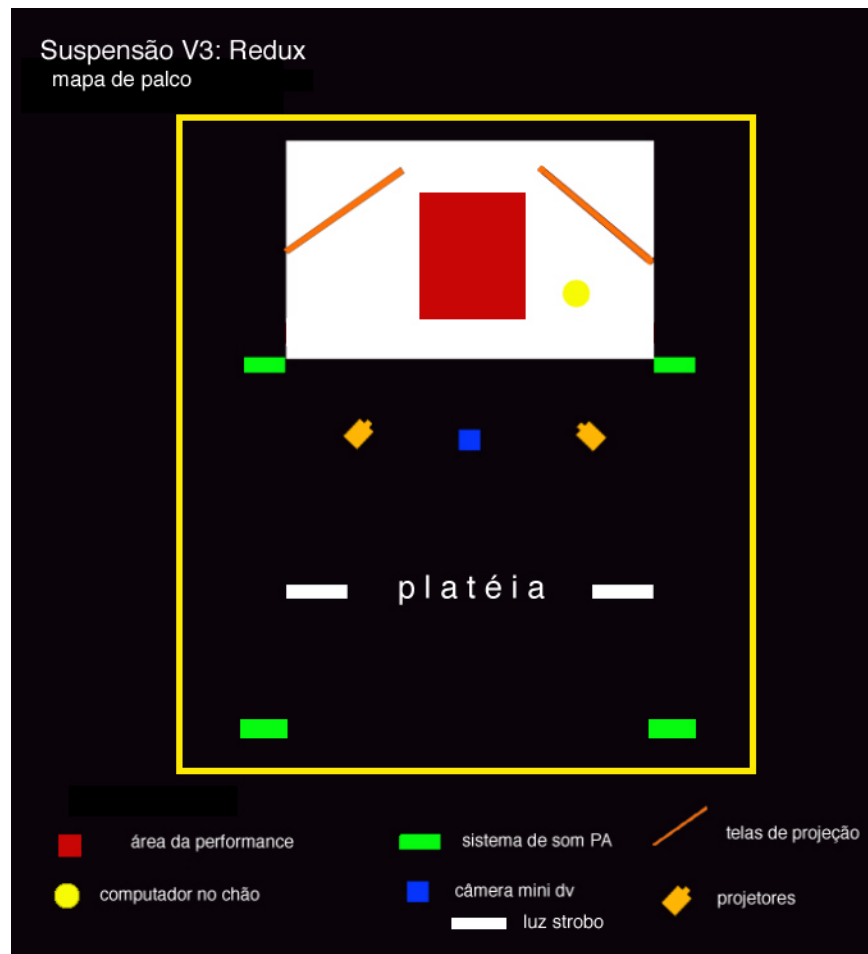 Suspensão V3: Redux
mapa de palco
platéia
área da performance
sistema de som PA
telas de projeção
computador no chão
câmera mini dv
projetores
luz strobo